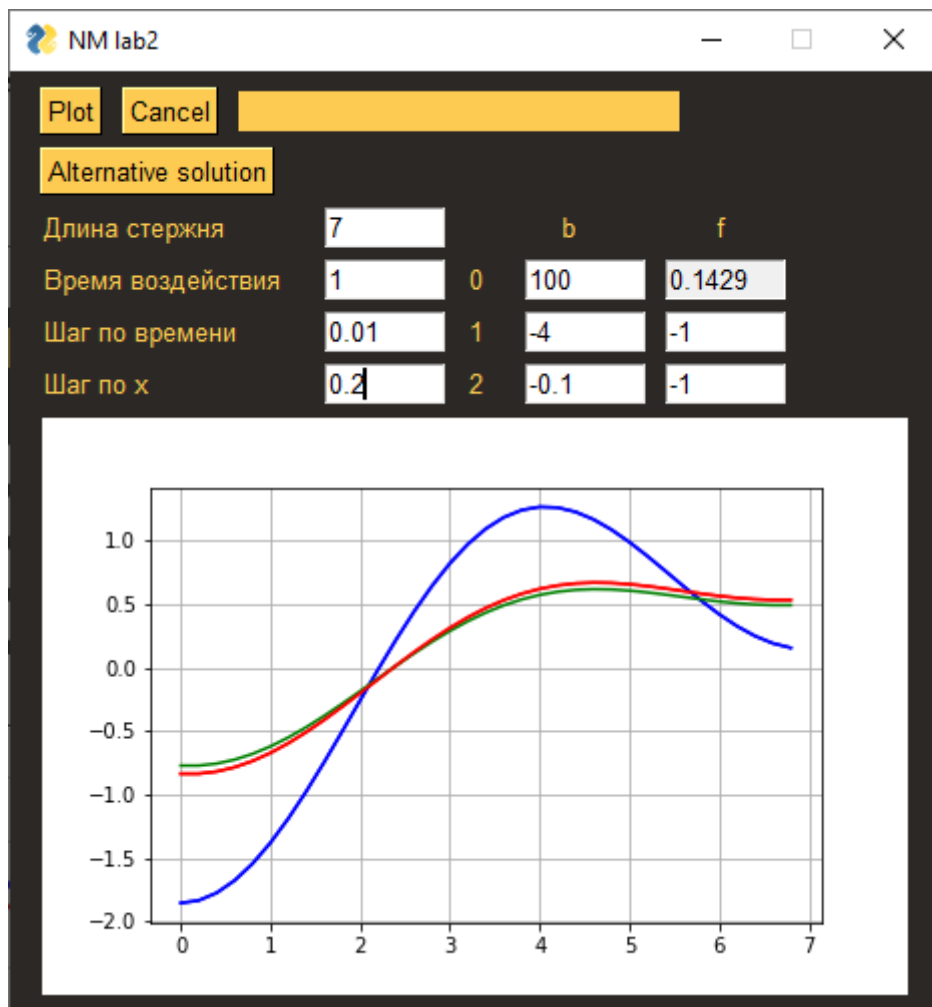 NM lab2
Plot Cancel
Alternative solution
Длина стержня 7 b f
Время воздействия 1 0 100 0.1429
Шаг по времени 0.01 1 -4 -1
Шаг по x 0.2 2 -0.1 -1
1.0
0.5
0.0
−0.5
−1.0
−1.5
−2.0
0 1 2 3 4 5 6 7